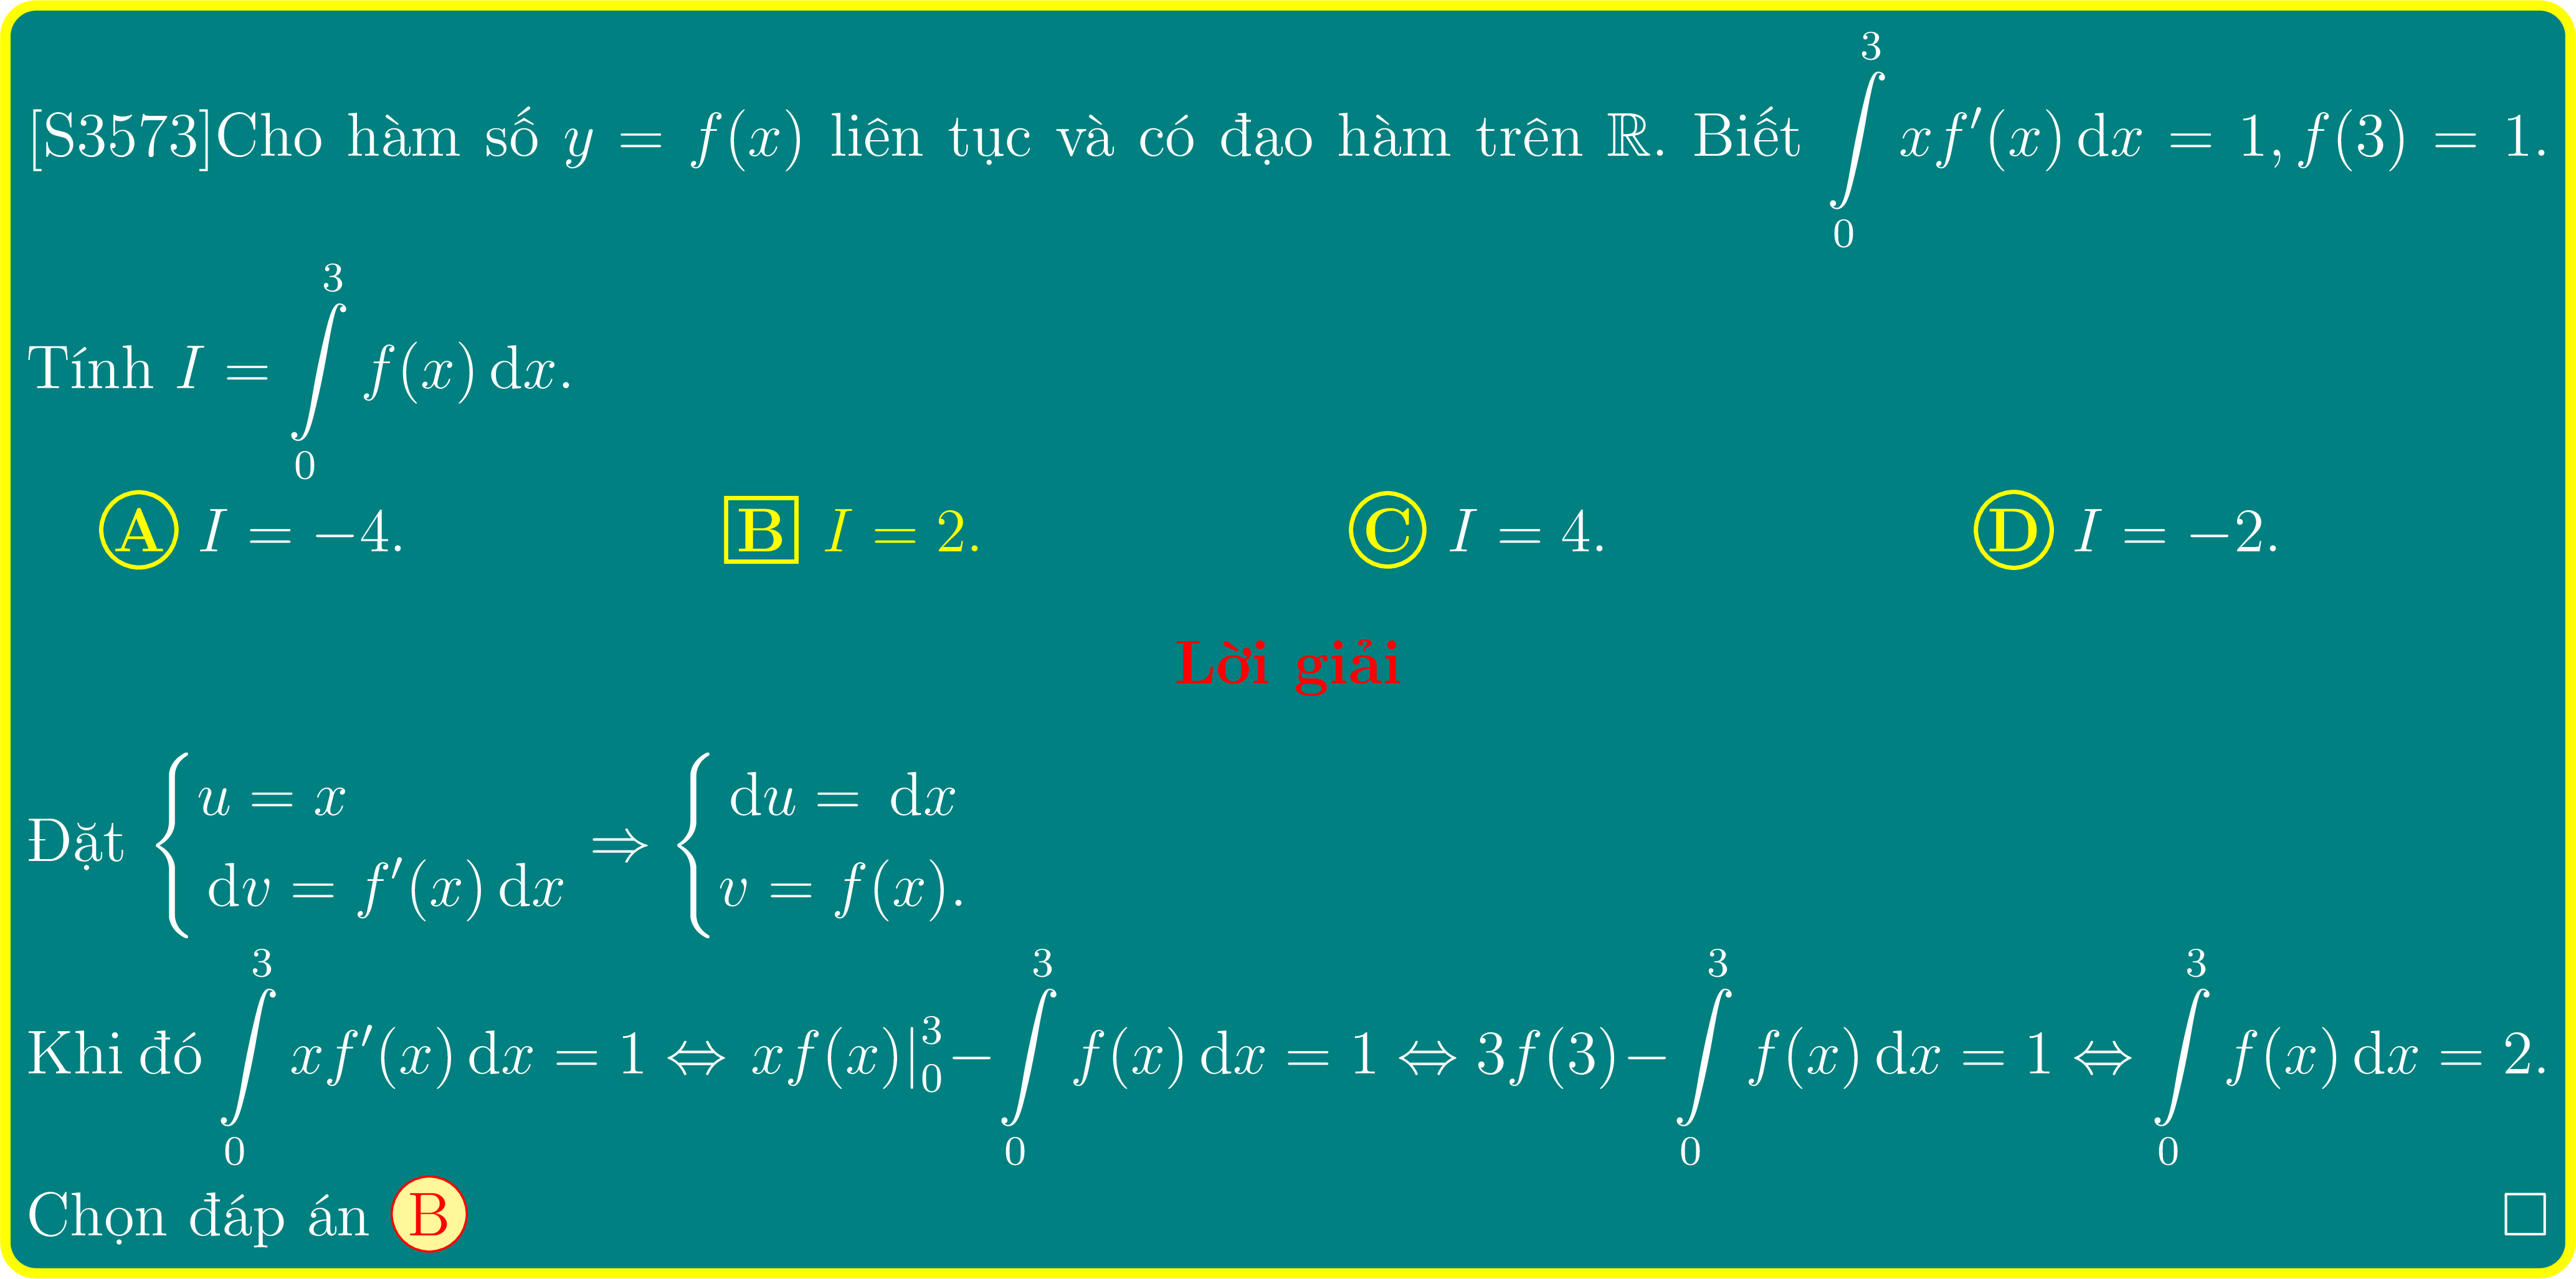 [S3573]Cho hàm số $y = f(x)$ liên tục và có đạo hàm trên $\mathbb{R}$. Biết $\int\limits_0^3 xf'(x)\,\mathrm{d}x = 1, f(3) = 1.$
Tính $I = \int\limits_0^3 f(x)\,\mathrm{d}x.$
A $I = -4.$ B $I = 2.$ C $I = 4.$ D $I = -2.$
Lời giải
Đặt $\begin{cases} u = x \\ \mathrm{d}v = f'(x)\,\mathrm{d}x \end{cases} \Rightarrow \begin{cases} \mathrm{d}u = \mathrm{d}x \\ v = f(x). \end{cases}$
Khi đó $\int\limits_0^3 xf'(x)\,\mathrm{d}x = 1 \Leftrightarrow xf(x)|_0^3 - \int\limits_0^3 f(x)\,\mathrm{d}x = 1 \Leftrightarrow 3f(3) - \int\limits_0^3 f(x)\,\mathrm{d}x = 1 \Leftrightarrow \int\limits_0^3 f(x)\,\mathrm{d}x = 2.$
Chọn đáp án B □